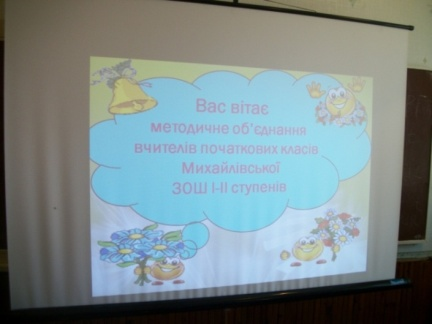 Вас вітає
методичне об'єднання
вчителів початкових класів
Михайлівської
ЗОШ І-ІІ ступенів